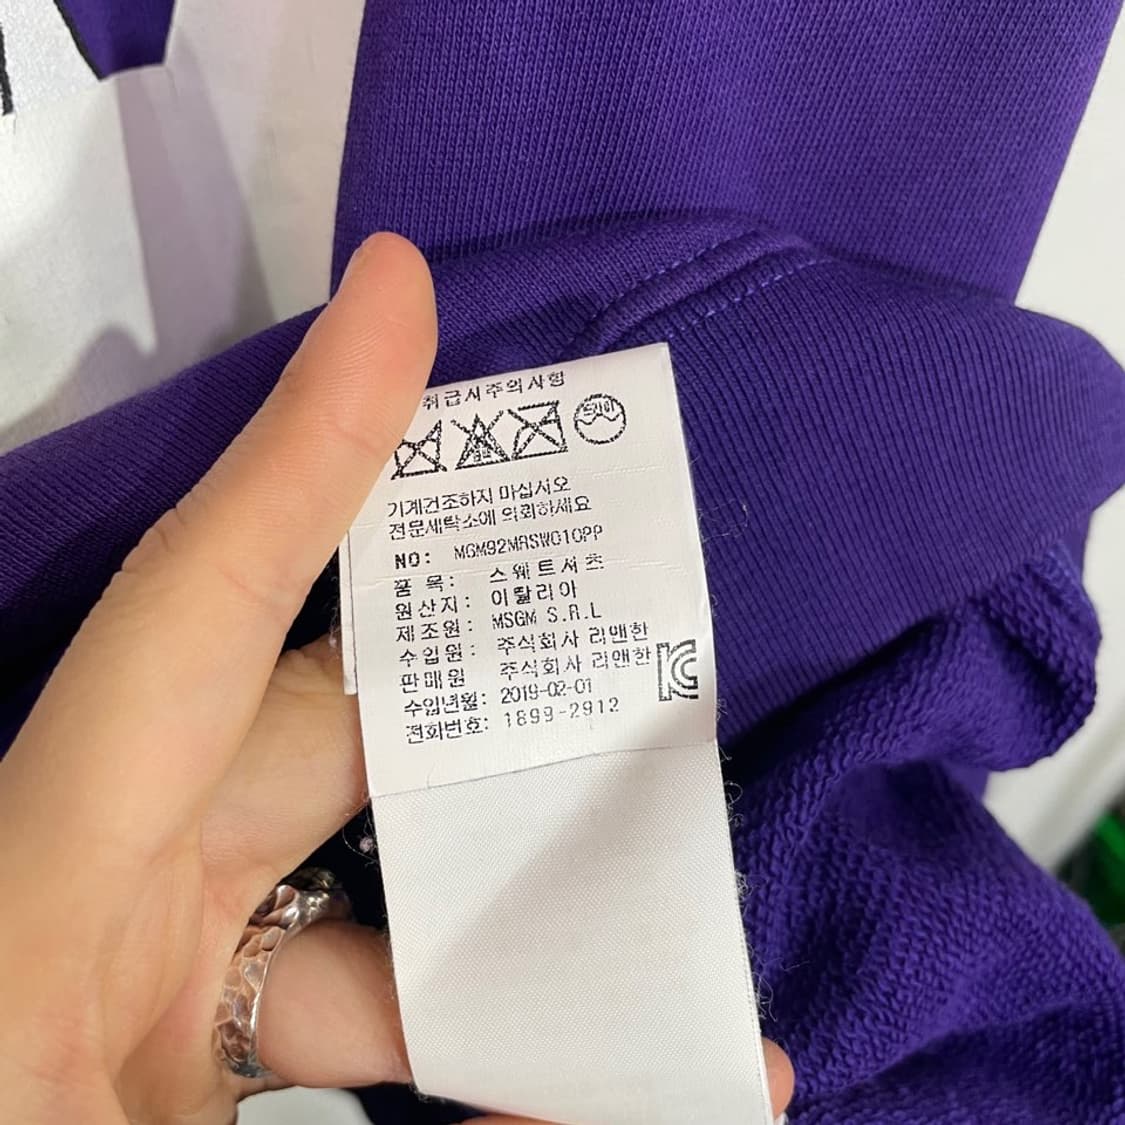 취급시주의사항
드라이
기계건조하지 마십시오
전문세탁소에 의뢰하세요
NO: MGM92MRSW010PP
품 목: 스웨트셔츠
원산지: 이탈리아
제조원: MSGM S.R.L
수입원: 주식회사 리앤한
판매원 주식회사 리앤한
수입년월: 2019-02-01
전화번호: 1899-2912